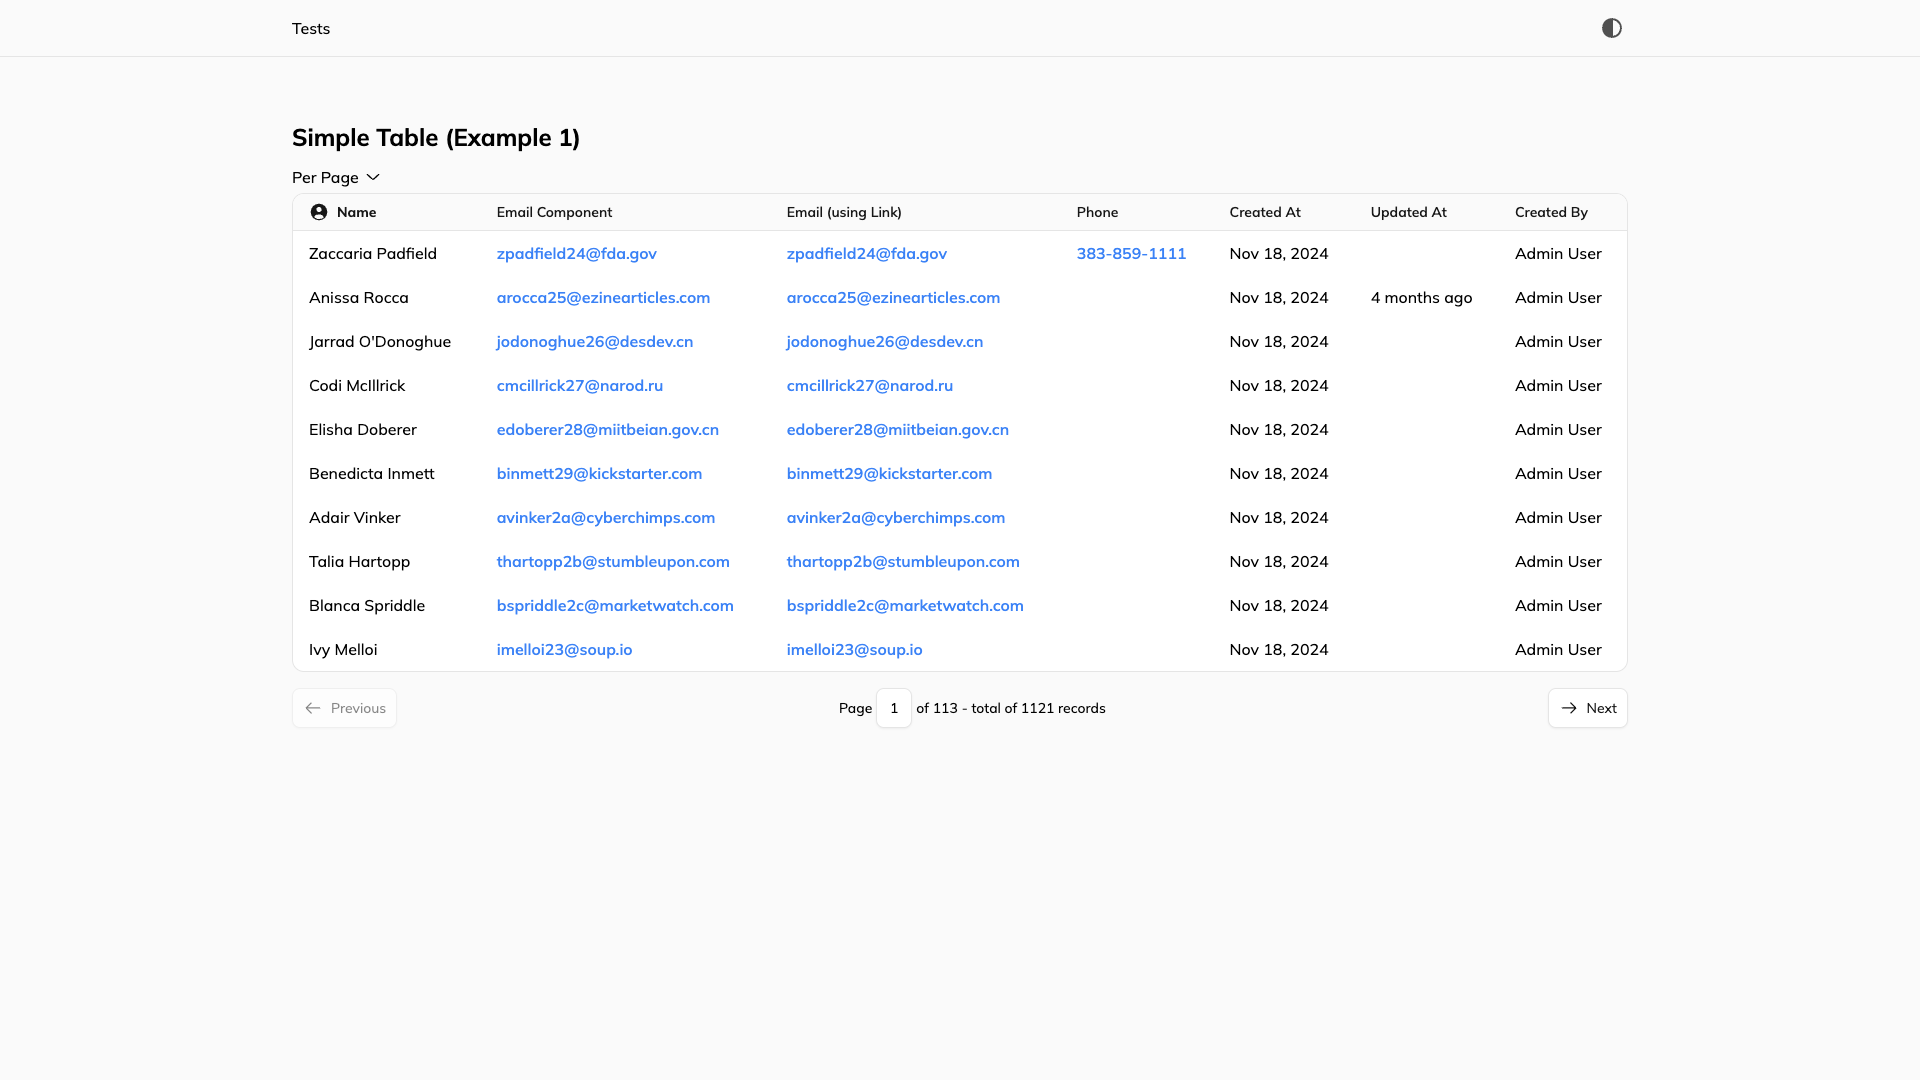 Tests
Simple Table (Example 1)
Per Page
Name Email Component Email (using Link) Phone Created At Updated At Created By
Zaccaria Padfield zpadfield24@fda.gov zpadfield24@fda.gov 383-859-1111 Nov 18, 2024 Admin User
Anissa Rocca arocca25@ezinearticles.com arocca25@ezinearticles.com Nov 18, 2024 4 months ago Admin User
Jarrad O'Donoghue jodonoghue26@desdev.cn jodonoghue26@desdev.cn Nov 18, 2024 Admin User
Codi McIllrick cmcillrick27@narod.ru cmcillrick27@narod.ru Nov 18, 2024 Admin User
Elisha Doberer edoberer28@miitbeian.gov.cn edoberer28@miitbeian.gov.cn Nov 18, 2024 Admin User
Benedicta Inmett binmett29@kickstarter.com binmett29@kickstarter.com Nov 18, 2024 Admin User
Adair Vinker avinker2a@cyberchimps.com avinker2a@cyberchimps.com Nov 18, 2024 Admin User
Talia Hartopp thartopp2b@stumbleupon.com thartopp2b@stumbleupon.com Nov 18, 2024 Admin User
Blanca Spriddle bspriddle2c@marketwatch.com bspriddle2c@marketwatch.com Nov 18, 2024 Admin User
Ivy Melloi imelloi23@soup.io imelloi23@soup.io Nov 18, 2024 Admin User
Previous Page 1 of 113 - total of 1121 records Next